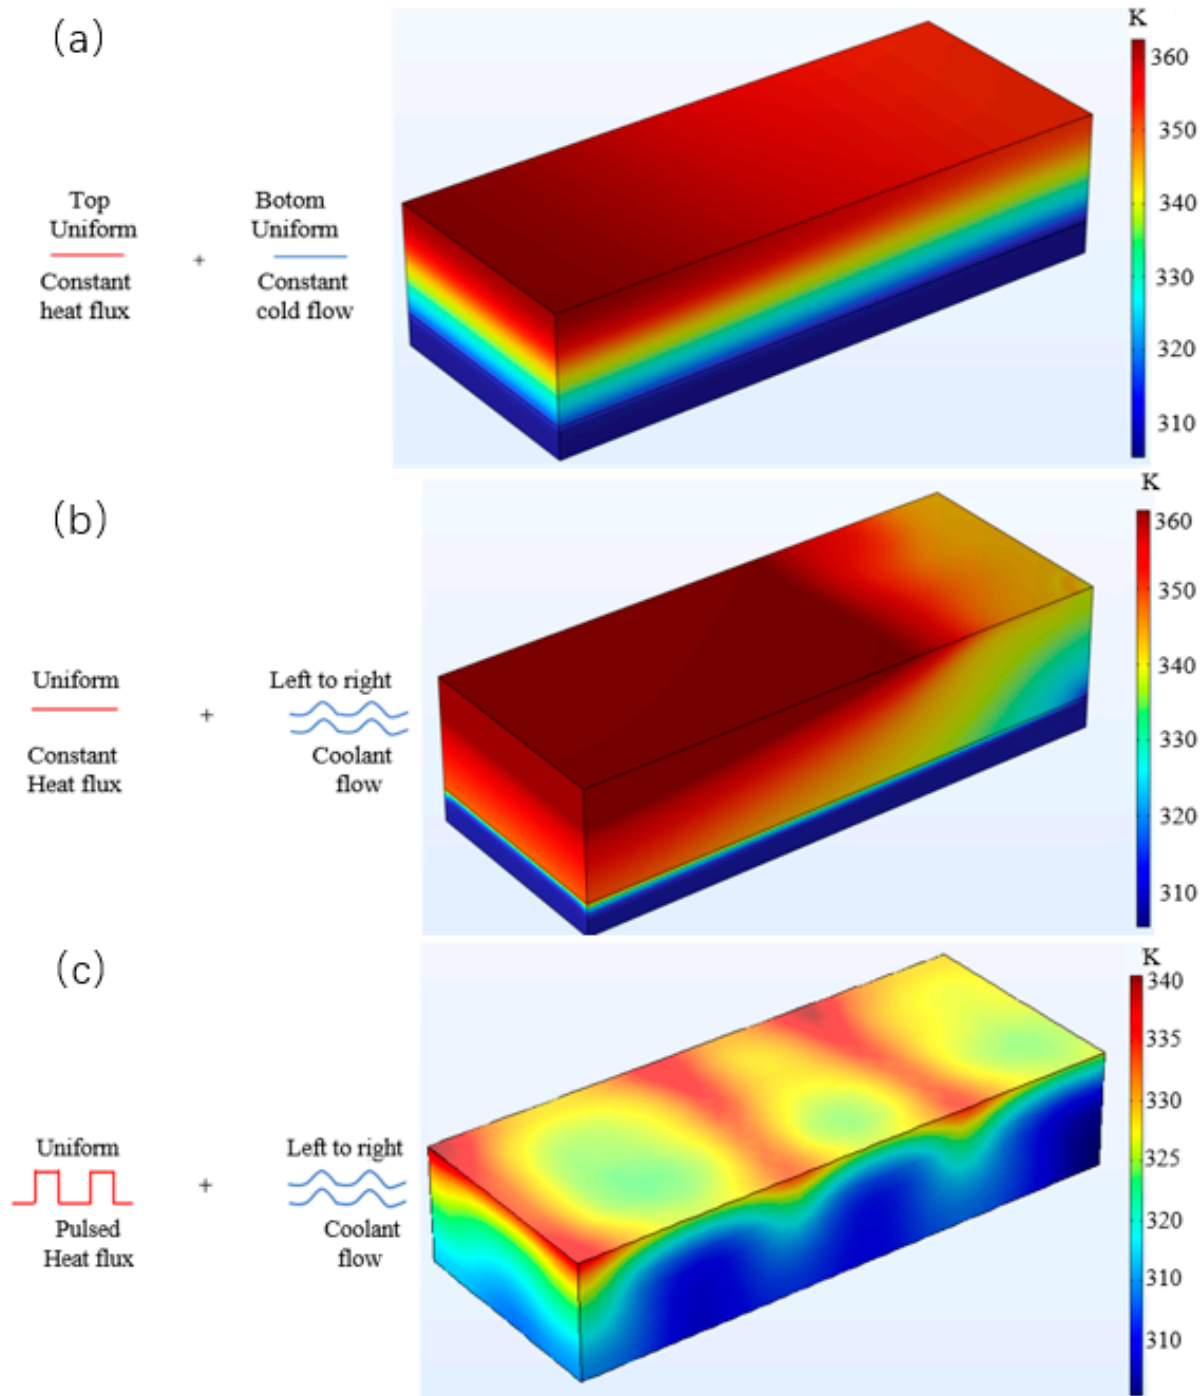 (a)
K
360
350
340
330
320
310
Top
Uniform
Constant
heat flux
+
Botom
Uniform
Constant
cold flow
(b)
K
360
350
340
330
320
310
Uniform
Constant
Heat flux
+
Left to right
Coolant
flow
(c)
K
340
335
330
325
320
310
310
Uniform
Pulsed
Heat flux
+
Left to right
Coolant
flow